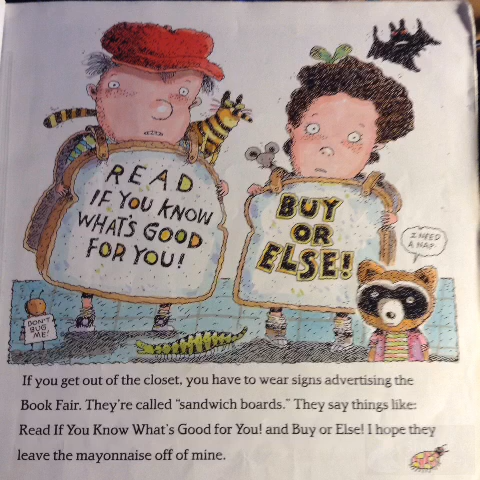 READ
IF YOU KNOW
WHAT'S GOOD
FOR YOU!
BUY
OR
ELSE!
I NEED
A NAP.
DON'T
BUG
ME!
If you get out of the closet, you have to wear signs advertising the
Book Fair. They're called "sandwich boards." They say things like:
Read If You Know What's Good for You! and Buy or Else! I hope they
leave the mayonnaise off of mine.